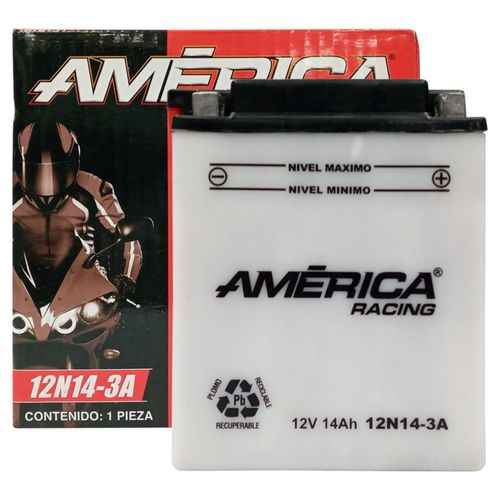 AMÉRICA
12N14-3A
CONTENIDO: 1 PIEZA
NIVEL MAXIMO
NIVEL MINIMO
AMÉRICA®
RACING
PLOMO
RECICLABLE
Pb
RECUPERABLE
12V 14Ah 12N14-3A